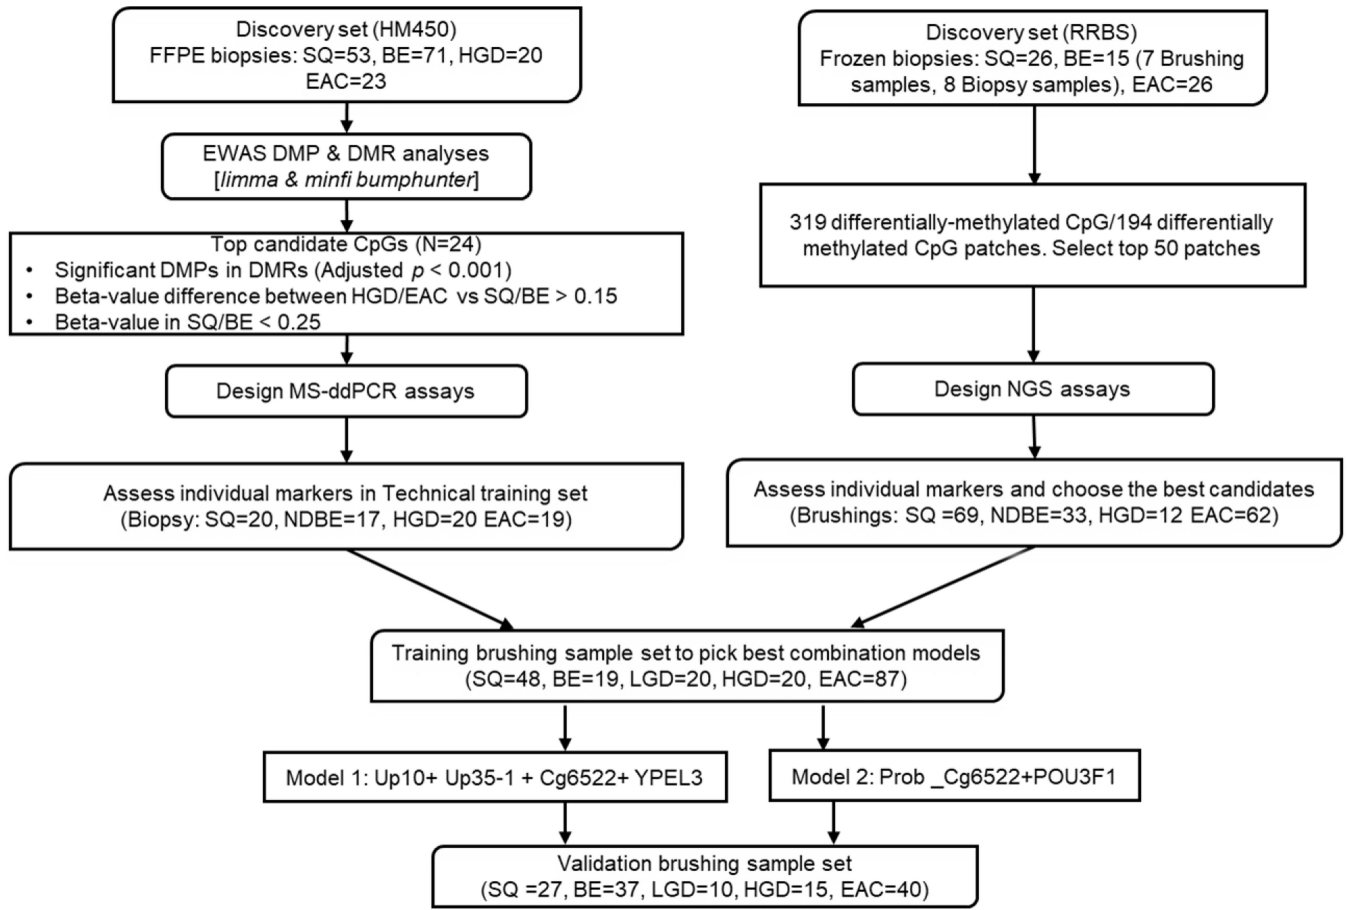 Discovery set (HM450)
FFPE biopsies: SQ=53, BE=71, HGD=20
EAC=23
EWAS DMP & DMR analyses
[limma & minfi bumphunter]
Top candidate CpGs (N=24)
• Significant DMPs in DMRs (Adjusted p < 0.001)
• Beta-value difference between HGD/EAC vs SQ/BE > 0.15
• Beta-value in SQ/BE < 0.25
Design MS-ddPCR assays
Assess individual markers in Technical training set
(Biopsy: SQ=20, NDBE=17, HGD=20 EAC=19)
Discovery set (RRBS)
Frozen biopsies: SQ=26, BE=15 (7 Brushing
samples, 8 Biopsy samples), EAC=26
319 differentially-methylated CpG/194 differentially
methylated CpG patches. Select top 50 patches
Design NGS assays
Assess individual markers and choose the best candidates
(Brushings: SQ =69, NDBE=33, HGD=12 EAC=62)
Training brushing sample set to pick best combination models
(SQ=48, BE=19, LGD=20, HGD=20, EAC=87)
Model 1: Up10+ Up35-1 + Cg6522+ YPEL3
Model 2: Prob _Cg6522+POU3F1
Validation brushing sample set
(SQ =27, BE=37, LGD=10, HGD=15, EAC=40)